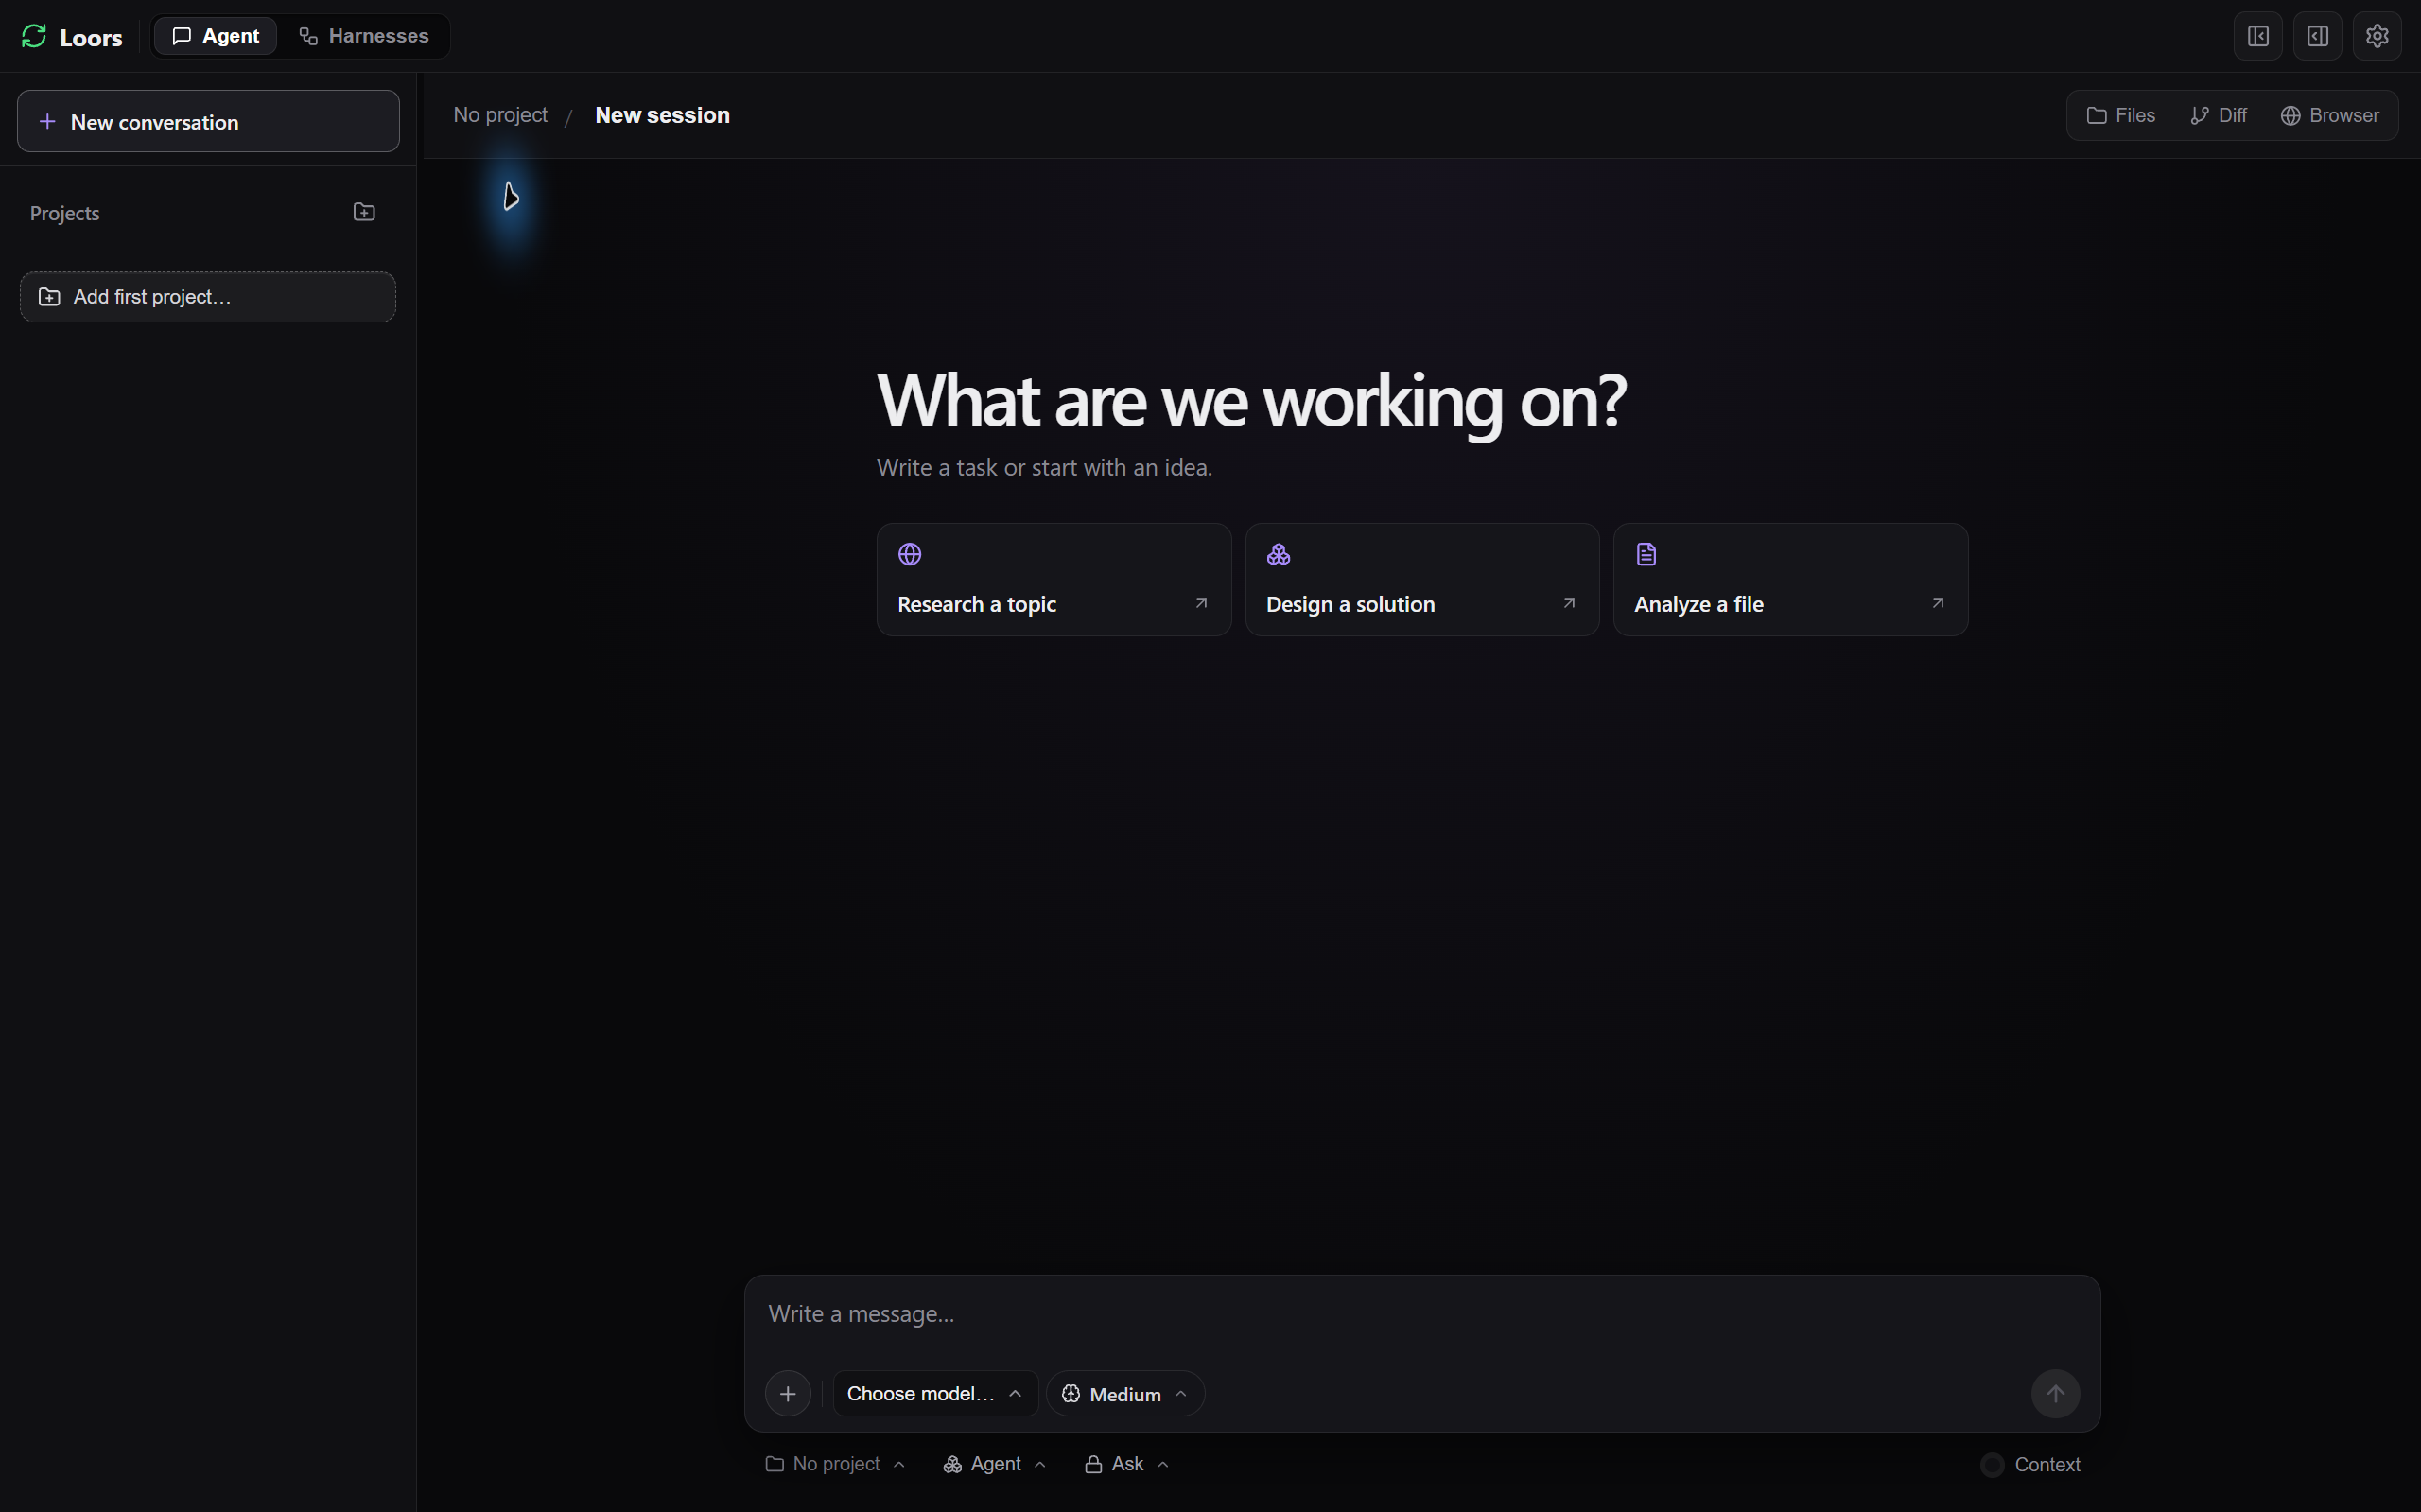 Loors
Agent
Harnesses
New conversation
Projects
Add first project...
No project / New session
Files
Diff
Browser
What are we working on?
Write a task or start with an idea.
Research a topic
Design a solution
Analyze a file
Write a message...
Choose model...
Medium
No project
Agent
Ask
Context